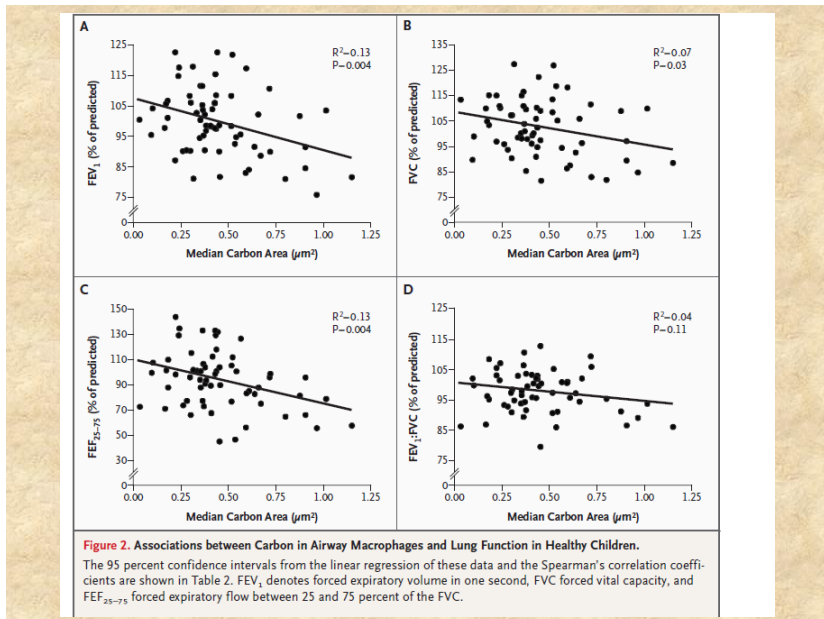 A
R²–0.13
P–0.004
125
115
105
95
85
75
0
0.00 0.25 0.50 0.75 1.00 1.25
FEV₁ (% of predicted)
Median Carbon Area (μm²)
B
R²–0.07
P–0.03
135
125
115
105
95
85
75
0
0.00 0.25 0.50 0.75 1.00 1.25
FVC (% of predicted)
Median Carbon Area (μm²)
C
R²–0.13
P–0.004
150
130
110
90
70
50
30
0
0.00 0.25 0.50 0.75 1.00 1.25
FEF₂₅₋₇₅ (% of predicted)
Median Carbon Area (μm²)
D
R²–0.04
P–0.11
125
115
105
95
85
75
0
0.00 0.25 0.50 0.75 1.00 1.25
FEV₁:FVC (% of predicted)
Median Carbon Area (μm²)
Figure 2. Associations between Carbon in Airway Macrophages and Lung Function in Healthy Children.
The 95 percent confidence intervals from the linear regression of these data and the Spearman's correlation coeffi-
cients are shown in Table 2. FEV₁ denotes forced expiratory volume in one second, FVC forced vital capacity, and
FEF₂₅₋₇₅ forced expiratory flow between 25 and 75 percent of the FVC.